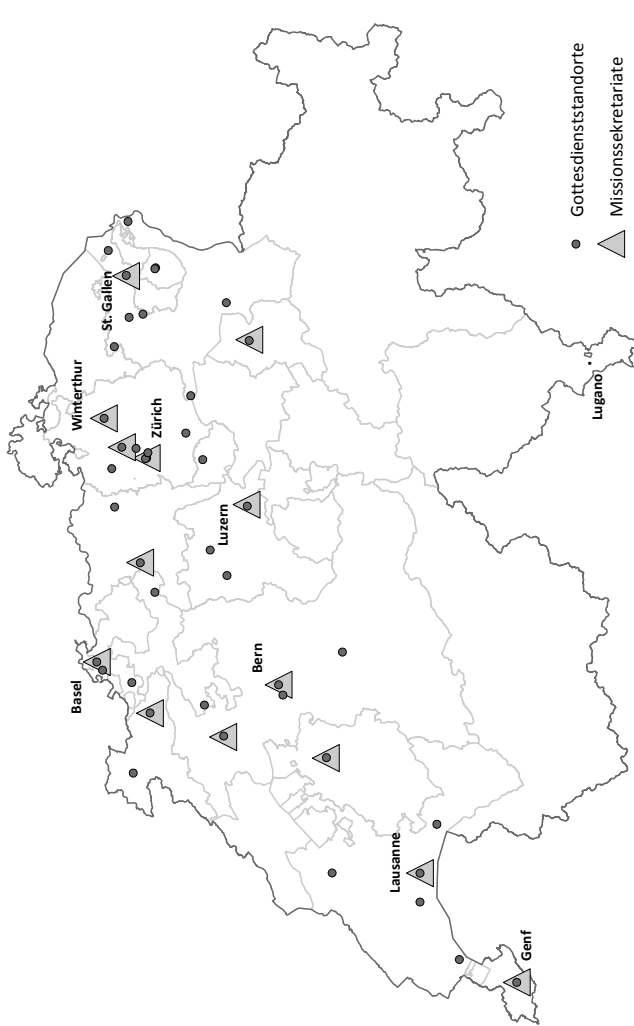 Basel
Winterthur
St. Gallen
Zürich
Luzern
Bern
Lausanne
Genf
Lugano
Gottesdienststandorte
Missionssekretariate